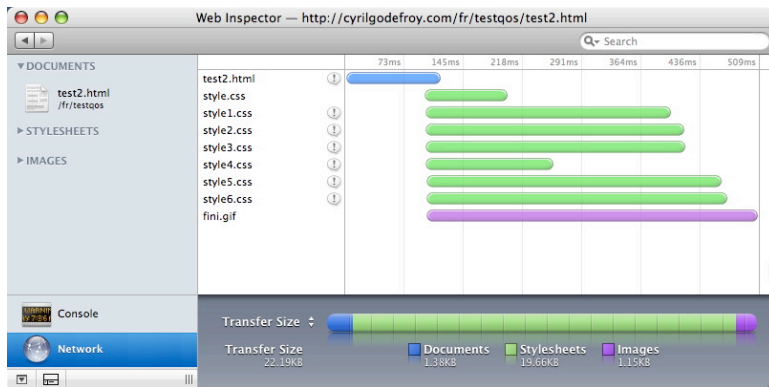 Web Inspector — http://cyrilgodefroy.com/fr/testqos/test2.html
Search
DOCUMENTS
test2.html
/fr/testqos
STYLESHEETS
IMAGES
73ms 145ms 218ms 291ms 364ms 436ms 509ms
test2.html
style.css
style1.css
style2.css
style3.css
style4.css
style5.css
style6.css
fini.gif
Console
Network
Transfer Size
Transfer Size
22.19KB
Documents
1.38KB
Stylesheets
19.66KB
Images
1.15KB